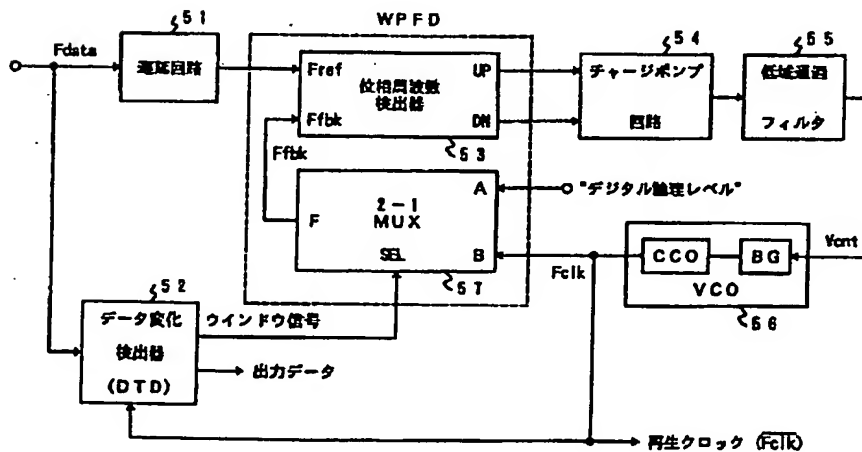 WPFD
Fdata
51
遅延回路
Fref
Ffbk
位相周波数
検出器
UP
DN
53
54
チャージポンプ
回路
55
低域通過
フィルタ
Ffbk
F
2-1
MUX
SEL
A
B
57
"デジタル論理レベル"
Fclk
CCO
BG
VCO
56
Vcnt
52
データ変化
検出器
(DTD)
ウインドウ信号
出力データ
再生クロック (Fclk)